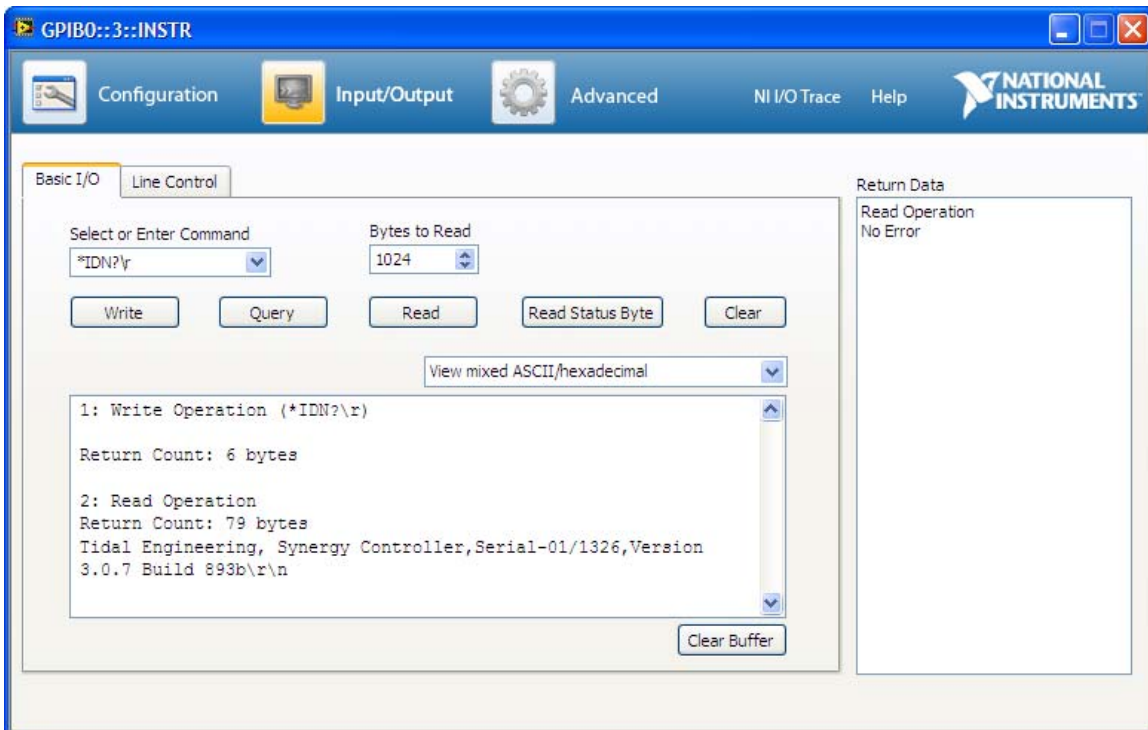 GPIB0::3::INSTR
Configuration Input/Output Advanced NI I/O Trace Help NATIONAL INSTRUMENTS
Basic I/O Line Control
Return Data
Read Operation
No Error
Select or Enter Command Bytes to Read
*IDN?\r 1024
Write Query Read Read Status Byte Clear
View mixed ASCII/hexadecimal
1: Write Operation (*IDN?\r)
Return Count: 6 bytes
2: Read Operation
Return Count: 79 bytes
Tidal Engineering, Synergy Controller,Serial-01/1326,Version
3.0.7 Build 893b\r\n
Clear Buffer